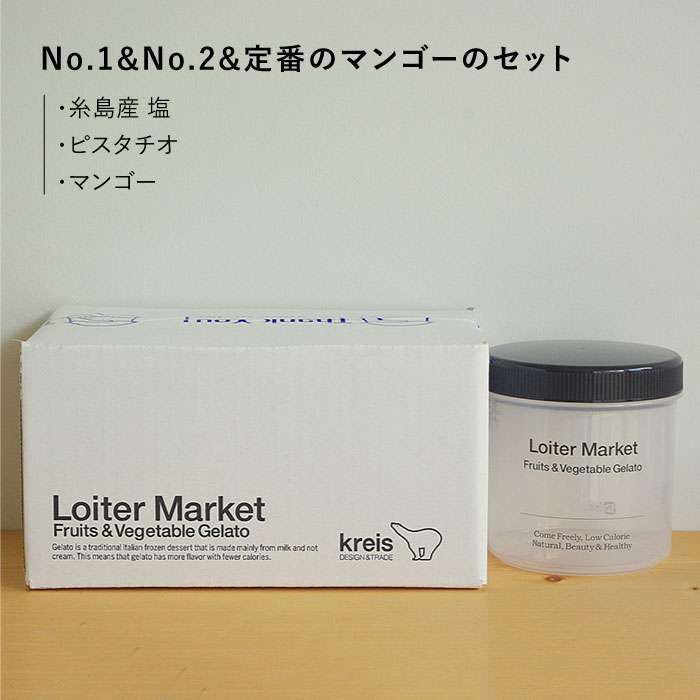 No.1&No.2&定番のマンゴーのセット
・糸島産 塩
・ピスタチオ
・マンゴー
Thank You!
Loiter Market
Fruits & Vegetable Gelato
Gelato is a traditional Italian frozen dessert that is made mainly from milk and not
cream. This means that gelato has more flavor with fewer calories.
kreis
DESIGN & TRADE
Loiter Market
Fruits & Vegetable Gelato
Come Freely, Low Calorie
Natural, Beauty & Healthy